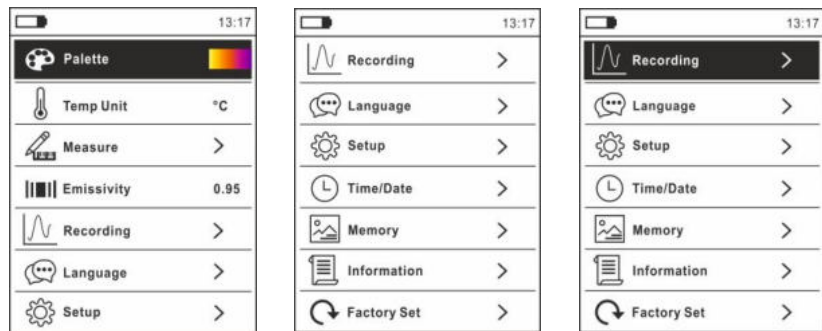 13:17
Palette
Temp Unit °C
Measure
Emissivity 0.95
Recording
Language
Setup
13:17
Recording
Language
Setup
Time/Date
Memory
Information
Factory Set
13:17
Recording
Language
Setup
Time/Date
Memory
Information
Factory Set